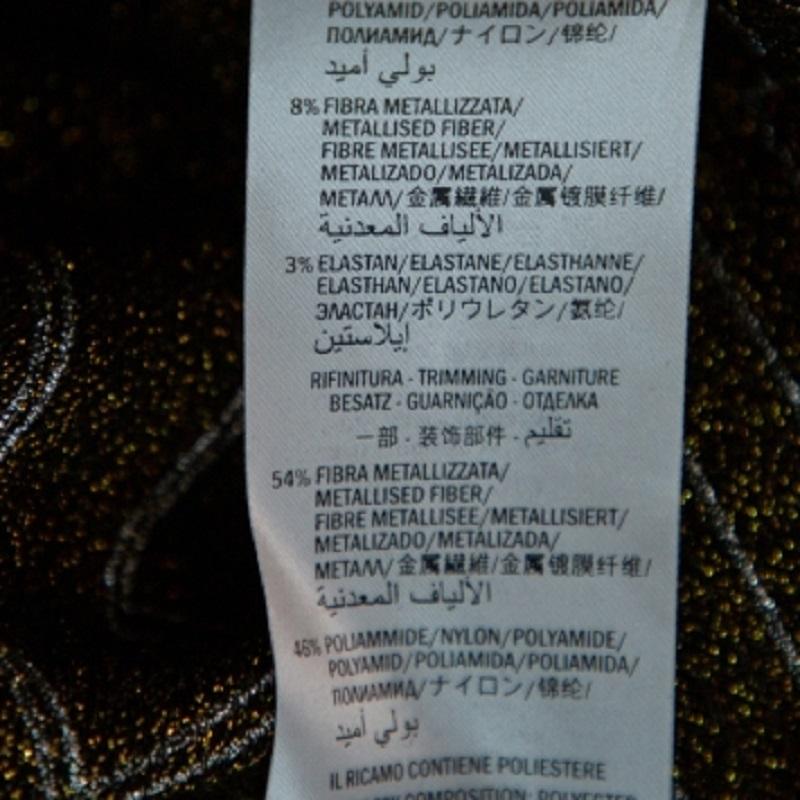 POLYAMID/POLIAMIDA/POLIAMIDA/
ПОЛИАМИД/ナイロン/锦纶/
بولي أميد
8% FIBRA METALLIZZATA/
METALLISED FIBER/
FIBRE METALLISEE/METALLISIERT/
METALIZADO/METALIZADA/
МЕТАЛЛ/金属繊維/金属镀膜纤维/
الألياف المعدنية
3% ELASTAN/ELASTANE/ELASTHANNE/
ELASTHAN/ELASTANO/ELASTANO/
ЭЛАСТАН/ポリウレタン/氨纶/
إيلاستين
RIFINITURA - TRIMMING - GARNITURE
BESATZ - GUARNIÇÃO - ОТДЕЛКА
一部 - 装饰部件 - تقليم
54% FIBRA METALLIZZATA/
METALLISED FIBER/
FIBRE METALLISEE/METALLISIERT/
METALIZADO/METALIZADA/
МЕТАЛЛ/金属繊維/金属镀膜纤维/
الألياف المعدنية
46% POLIAMMIDE/NYLON/POLYAMIDE/
POLYAMID/POLIAMIDA/POLIAMIDA/
ПОЛИАМИД/ナイロン/锦纶/
بولي أميد
IL RICAMO CONTIENE POLIESTERE
COMPOSITION: POLYESTER